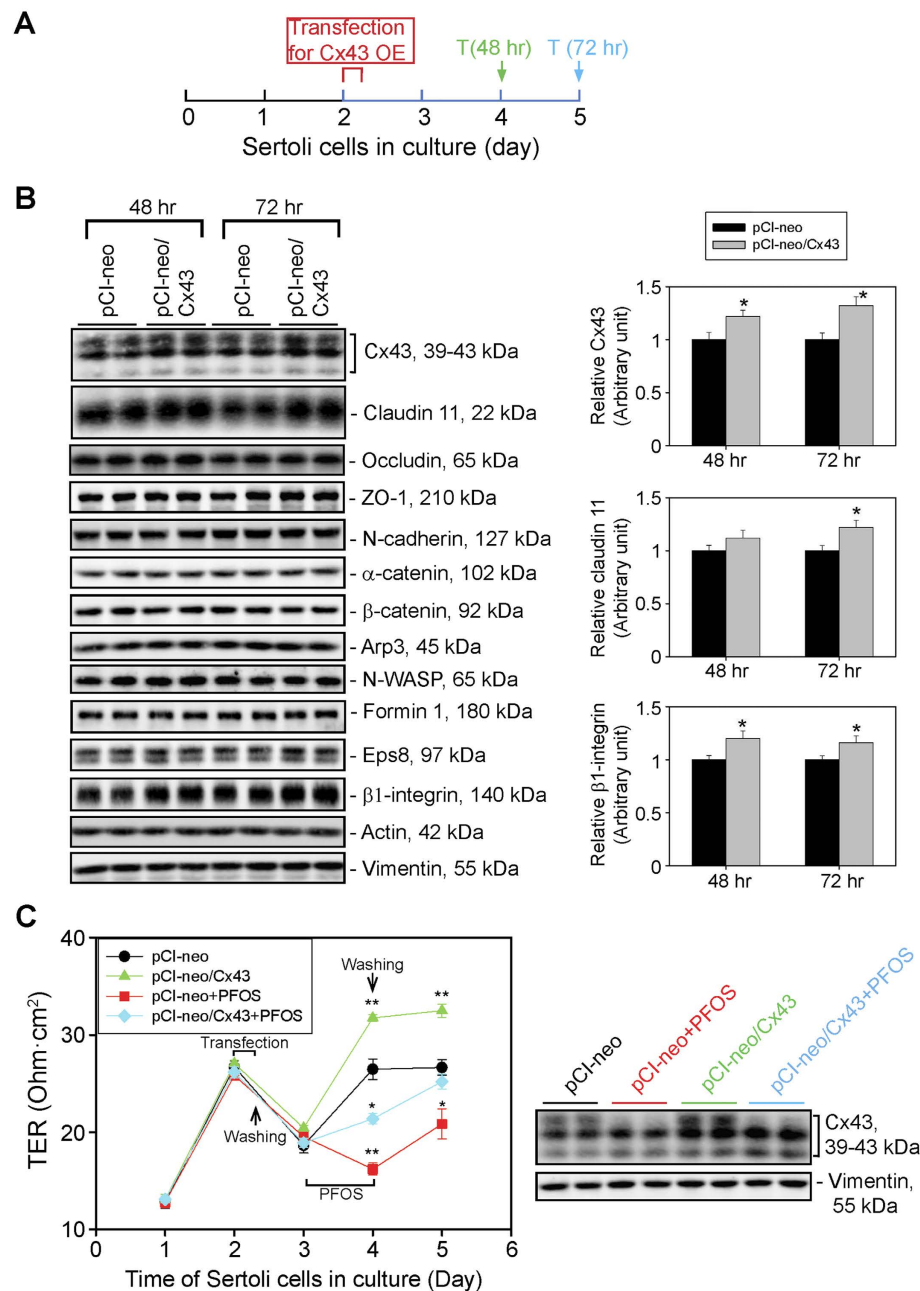 A
Transfection
for Cx43 OE
T(48 hr)
T (72 hr)
0 1 2 3 4 5
Sertoli cells in culture (day)
B
48 hr 72 hr
pCI-neo
pCI-neo/
Cx43
pCI-neo
pCI-neo/
Cx43
Cx43, 39-43 kDa
- Claudin 11, 22 kDa
- Occludin, 65 kDa
- ZO-1, 210 kDa
- N-cadherin, 127 kDa
- α-catenin, 102 kDa
- β-catenin, 92 kDa
- Arp3, 45 kDa
- N-WASP, 65 kDa
- Formin 1, 180 kDa
- Eps8, 97 kDa
- β1-integrin, 140 kDa
- Actin, 42 kDa
- Vimentin, 55 kDa
pCI-neo
pCI-neo/Cx43
Relative Cx43
(Arbitrary unit)
1.5
1
0.5
0
* *
48 hr 72 hr
Relative claudin 11
(Arbitrary unit)
1.5
1
0.5
0
*
48 hr 72 hr
Relative β1-integrin
(Arbitrary unit)
1.5
1
0.5
0
* *
48 hr 72 hr
C
TER (Ohm·cm²)
40
30
20
10
pCI-neo
pCI-neo/Cx43
pCI-neo+PFOS
pCI-neo/Cx43+PFOS
Transfection
Washing
Washing
PFOS
** **
* *
**
0 1 2 3 4 5 6
Time of Sertoli cells in culture (Day)
pCI-neo
pCI-neo+PFOS
pCI-neo/Cx43
pCI-neo/Cx43+PFOS
Cx43,
39-43 kDa
- Vimentin,
55 kDa